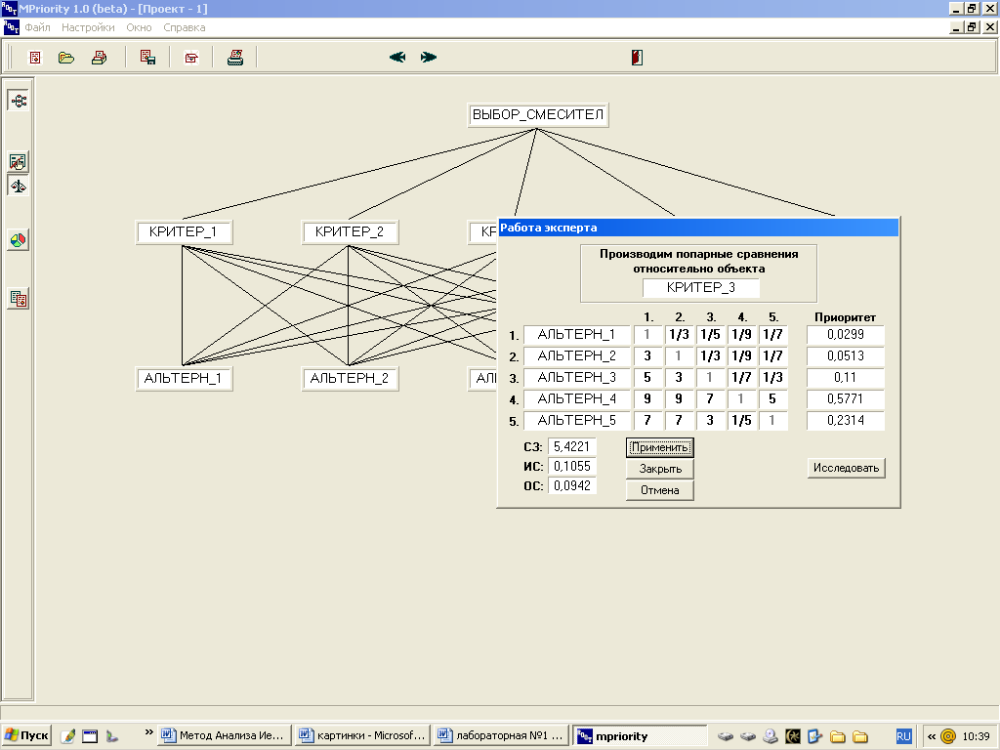 MPriority 1.0 (beta) - [Проект - 1]
Файл Настройки Окно Справка
ВЫБОР_СМЕСИТЕЛ
КРИТЕР_1 КРИТЕР_2 КР
АЛЬТЕРН_1 АЛЬТЕРН_2 АЛ
Работа эксперта
Производим попарные сравнения
относительно объекта
КРИТЕР_3
1. 2. 3. 4. 5. Приоритет
1. АЛЬТЕРН_1 1 1/3 1/5 1/9 1/7 0,0299
2. АЛЬТЕРН_2 3 1 1/3 1/9 1/7 0,0513
3. АЛЬТЕРН_3 5 3 1 1/7 1/3 0,11
4. АЛЬТЕРН_4 9 9 7 1 5 0,5771
5. АЛЬТЕРН_5 7 7 3 1/5 1 0,2314
СЗ: 5,4221 Применить
ИС: 0,1055 Закрыть Исследовать
ОС: 0,0942 Отмена
Пуск » Метод Анализа Ие... картинки - Microsof... лабораторная №1 ... mpriority RU « 10:39